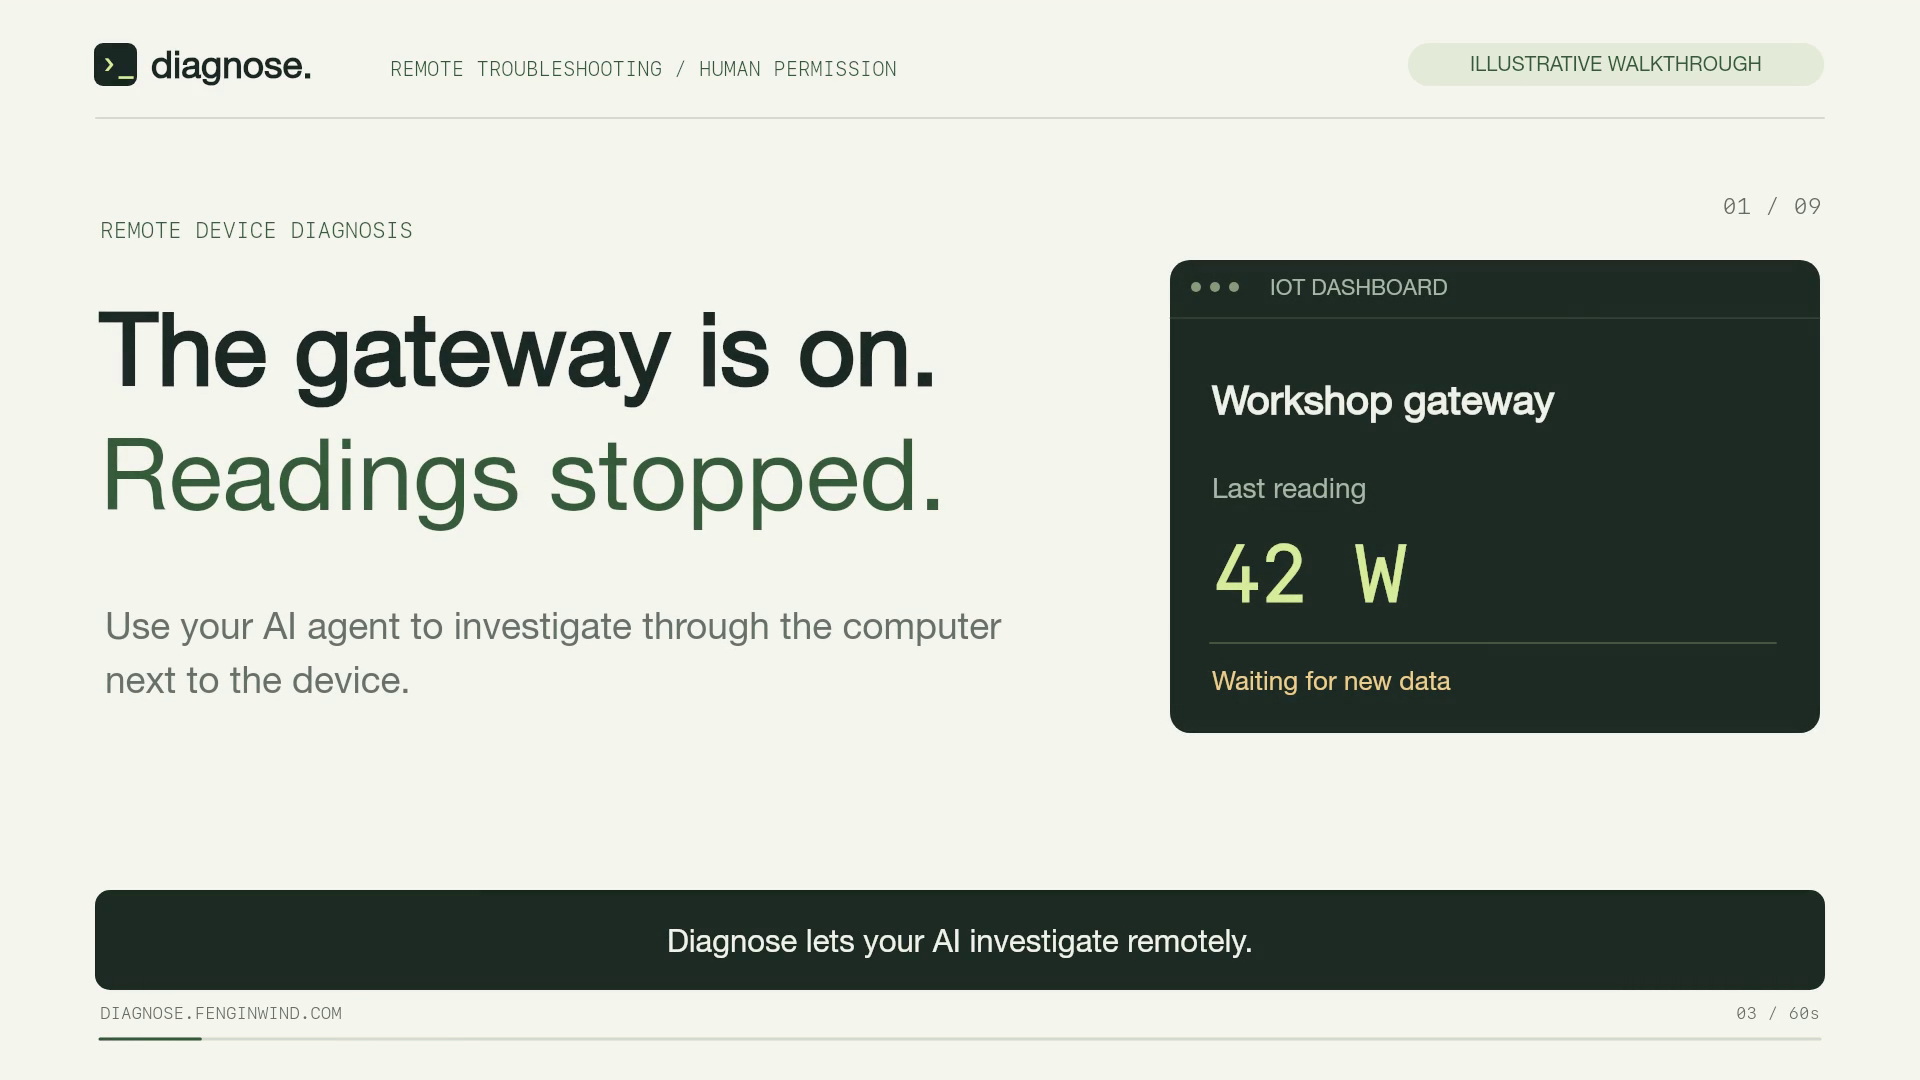 ›_ diagnose.
REMOTE TROUBLESHOOTING / HUMAN PERMISSION
ILLUSTRATIVE WALKTHROUGH
01 / 09
REMOTE DEVICE DIAGNOSIS
The gateway is on.
Readings stopped.
Use your AI agent to investigate through the computer
next to the device.
IOT DASHBOARD
Workshop gateway
Last reading
42 W
Waiting for new data
Diagnose lets your AI investigate remotely.
DIAGNOSE.FENGINWIND.COM
03 / 60s